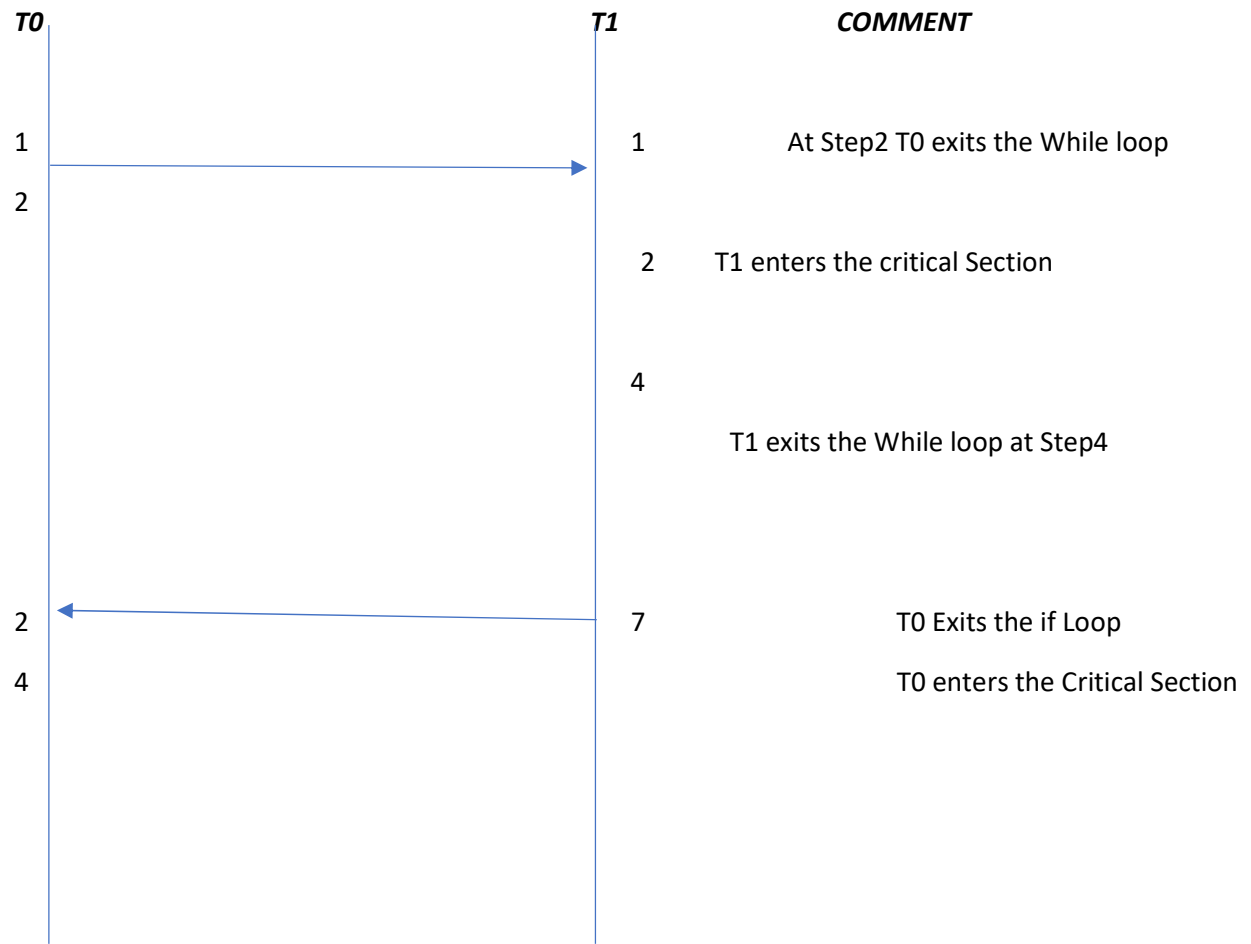 T0 T1 COMMENT
1 1 At Step2 T0 exits the While loop
2
2 T1 enters the critical Section
4
T1 exits the While loop at Step4
2 7 T0 Exits the if Loop
4 T0 enters the Critical Section